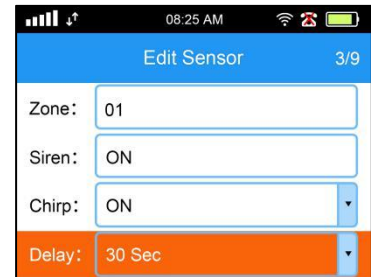 08:25 AM
Edit Sensor 3/9
Zone: 01
Siren: ON
Chirp: ON
Delay: 30 Sec